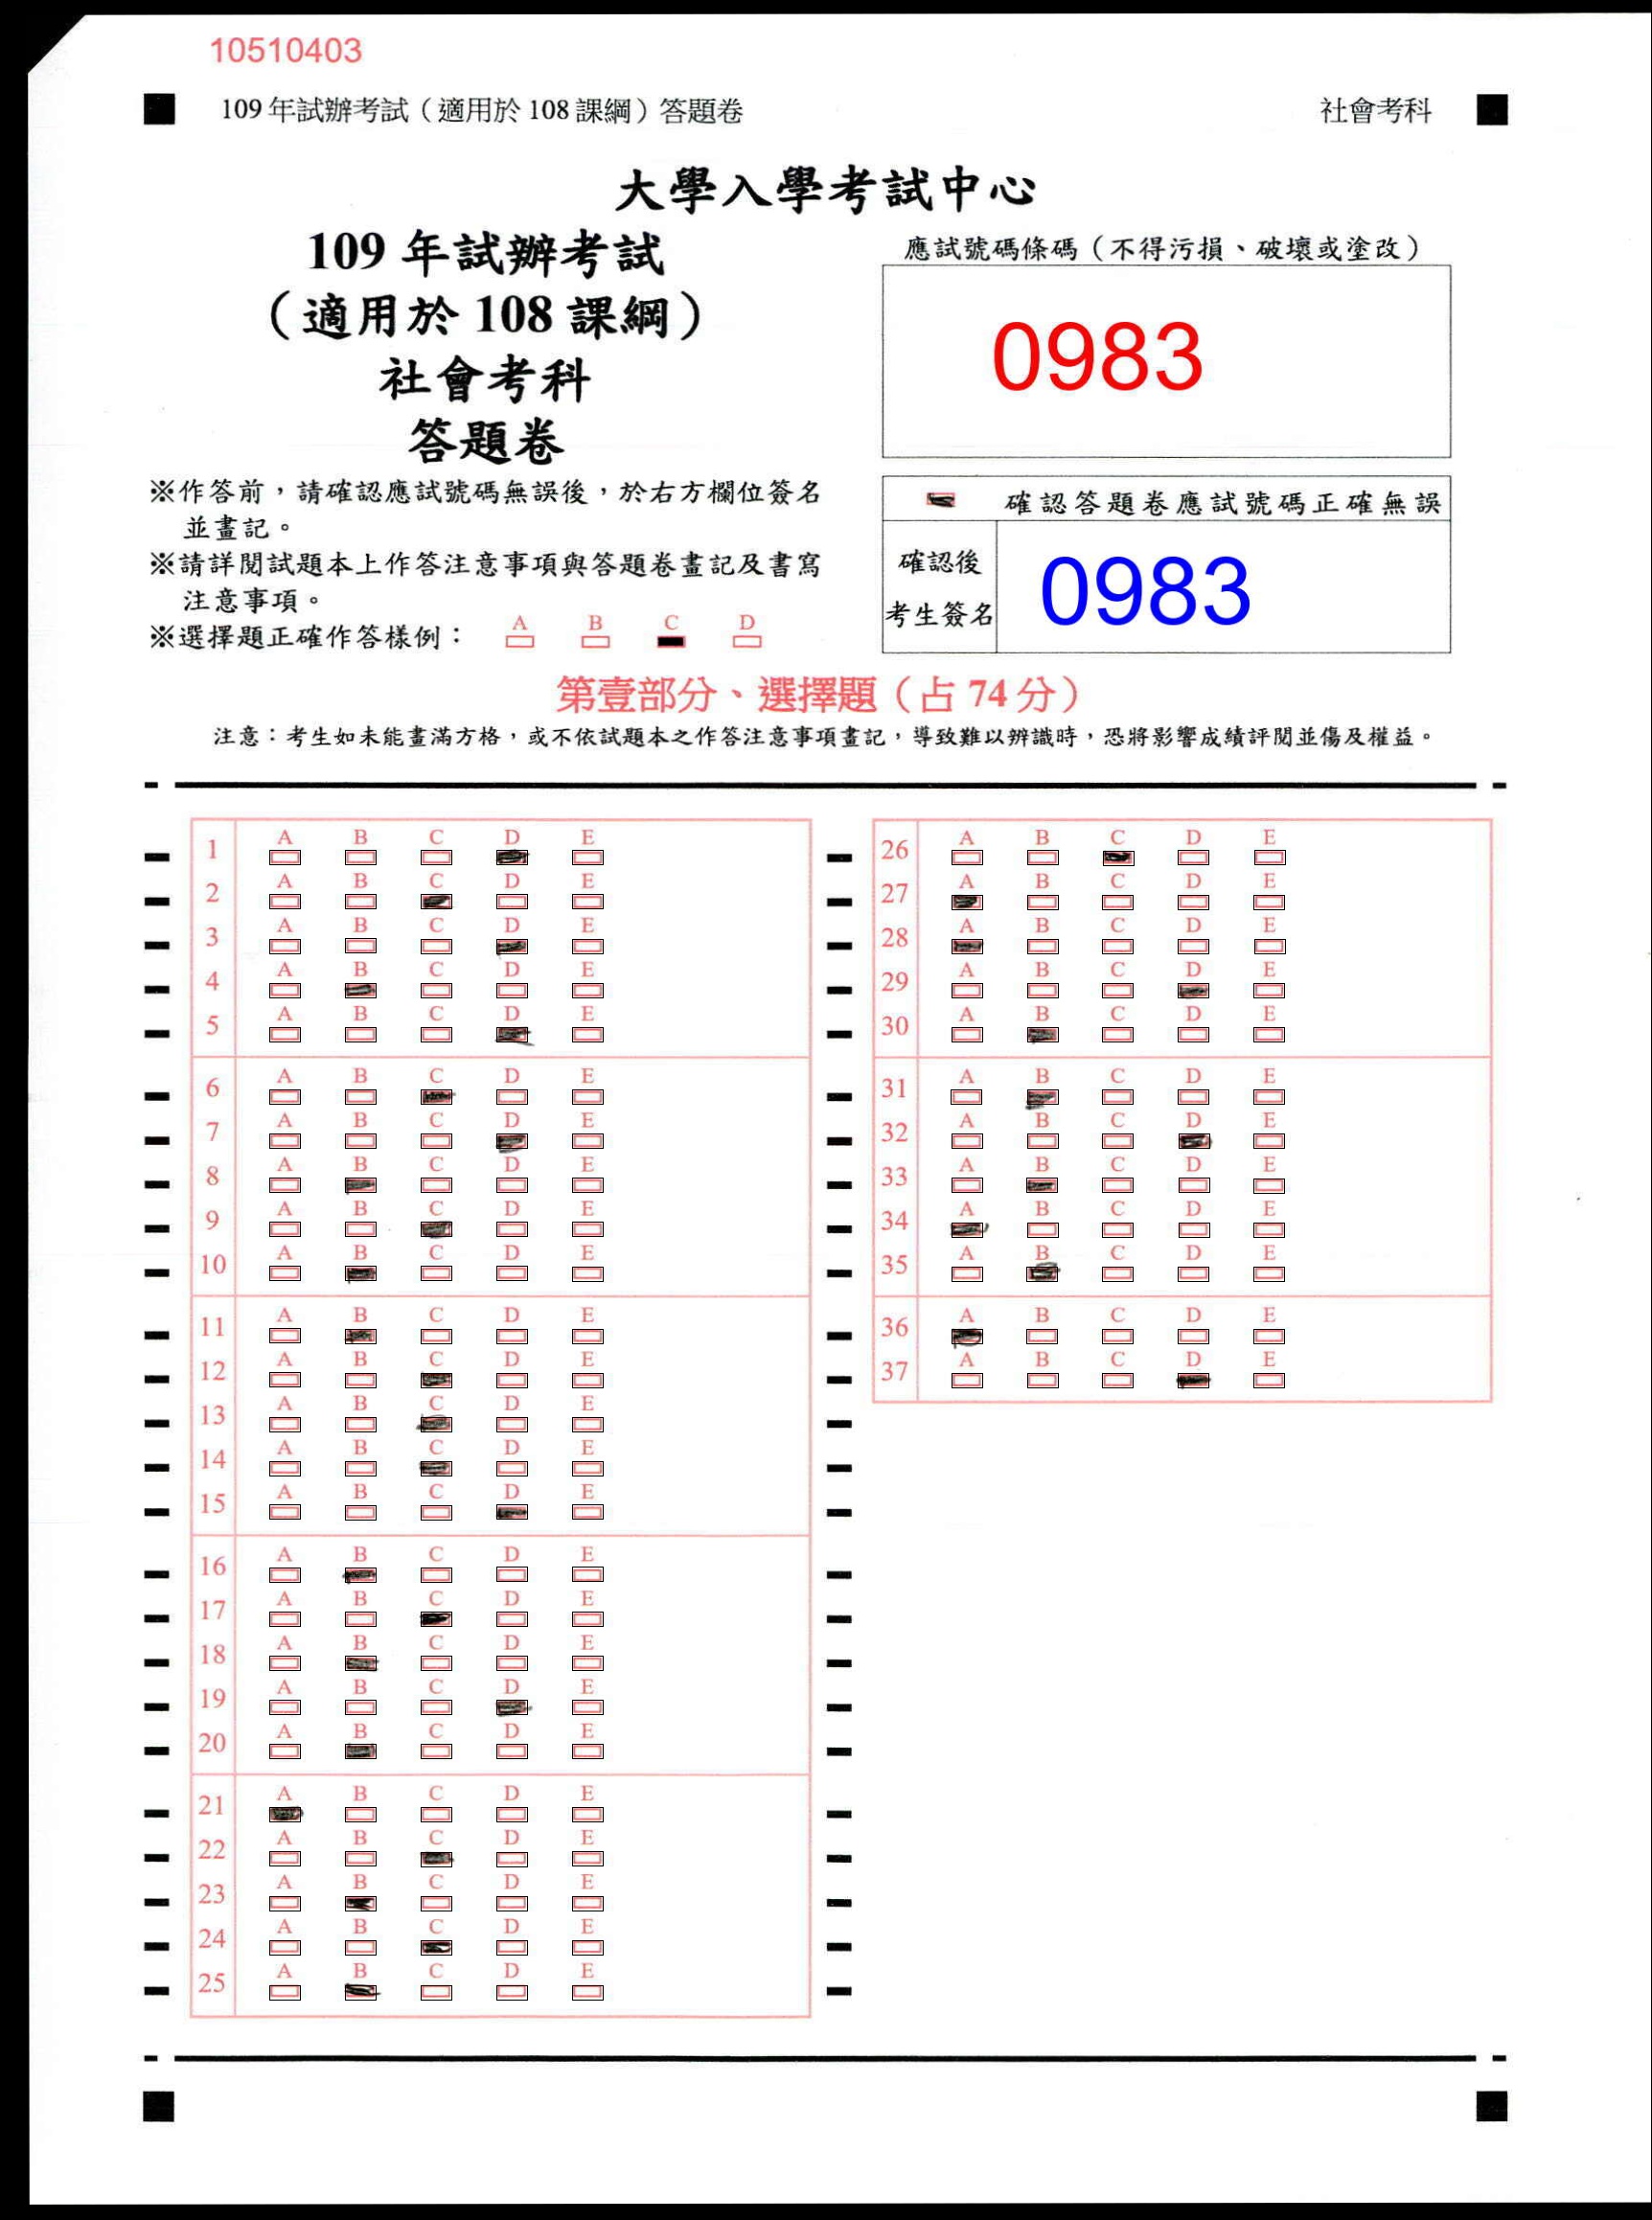 10510403
109年試辦考試（適用於108課綱）答題卷 社會考科
大學入學考試中心
109 年試辦考試
（適用於 108 課綱）
社會考科
答題卷
應試號碼條碼（不得污損、破壞或塗改）
0983
※作答前，請確認應試號碼無誤後，於右方欄位簽名
並畫記。
※請詳閱試題本上作答注意事項與答題卷畫記及書寫
注意事項。
※選擇題正確作答樣例： A B C D
確認答題卷應試號碼正確無誤
確認後
考生簽名
0983
第壹部分、選擇題（占 74 分）
注意：考生如未能畫滿方格，或不依試題本之作答注意事項畫記，導致難以辨識時，恐將影響成績評閱並傷及權益。
1 A B C D E
2 A B C D E
3 A B C D E
4 A B C D E
5 A B C D E
6 A B C D E
7 A B C D E
8 A B C D E
9 A B C D E
10 A B C D E
11 A B C D E
12 A B C D E
13 A B C D E
14 A B C D E
15 A B C D E
16 A B C D E
17 A B C D E
18 A B C D E
19 A B C D E
20 A B C D E
21 A B C D E
22 A B C D E
23 A B C D E
24 A B C D E
25 A B C D E
26 A B C D E
27 A B C D E
28 A B C D E
29 A B C D E
30 A B C D E
31 A B C D E
32 A B C D E
33 A B C D E
34 A B C D E
35 A B C D E
36 A B C D E
37 A B C D E